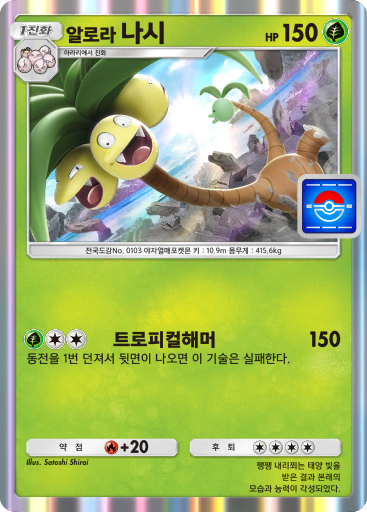 1진화 알로라 나시 HP 150
아라리에서 진화
전국도감No. 0103 야자열매포켓몬 키 : 10.9m 몸무게 : 415.6kg
트로피컬해머 150
동전을 1번 던져서 뒷면이 나오면 이 기술은 실패한다.
약 점 +20 후 퇴
Illus. Satoshi Shirai
쨍쨍 내리쬐는 태양 빛을
받은 결과 본래의
모습과 능력이 각성되었다.